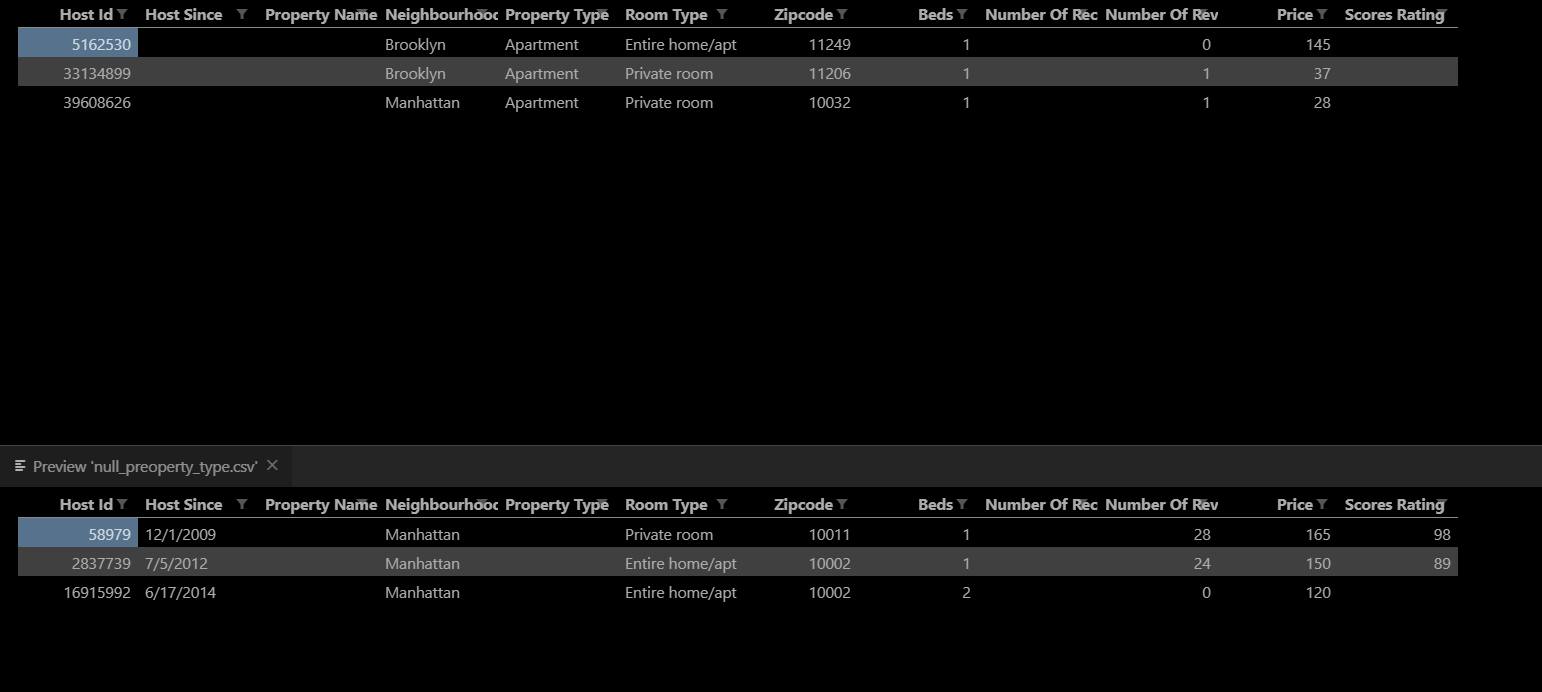 Host Id Host Since Property Name Neighbourhooc Property Type Room Type Zipcode Beds Number Of Rec Number Of Rev Price Scores Rating
5162530 Brooklyn Apartment Entire home/apt 11249 1 0 145
33134899 Brooklyn Apartment Private room 11206 1 1 37
39608626 Manhattan Apartment Private room 10032 1 1 28
Preview 'null_preoperty_type.csv'
Host Id Host Since Property Name Neighbourhooc Property Type Room Type Zipcode Beds Number Of Rec Number Of Rev Price Scores Rating
58979 12/1/2009 Manhattan Private room 10011 1 28 165 98
2837739 7/5/2012 Manhattan Entire home/apt 10002 1 24 150 89
16915992 6/17/2014 Manhattan Entire home/apt 10002 2 0 120